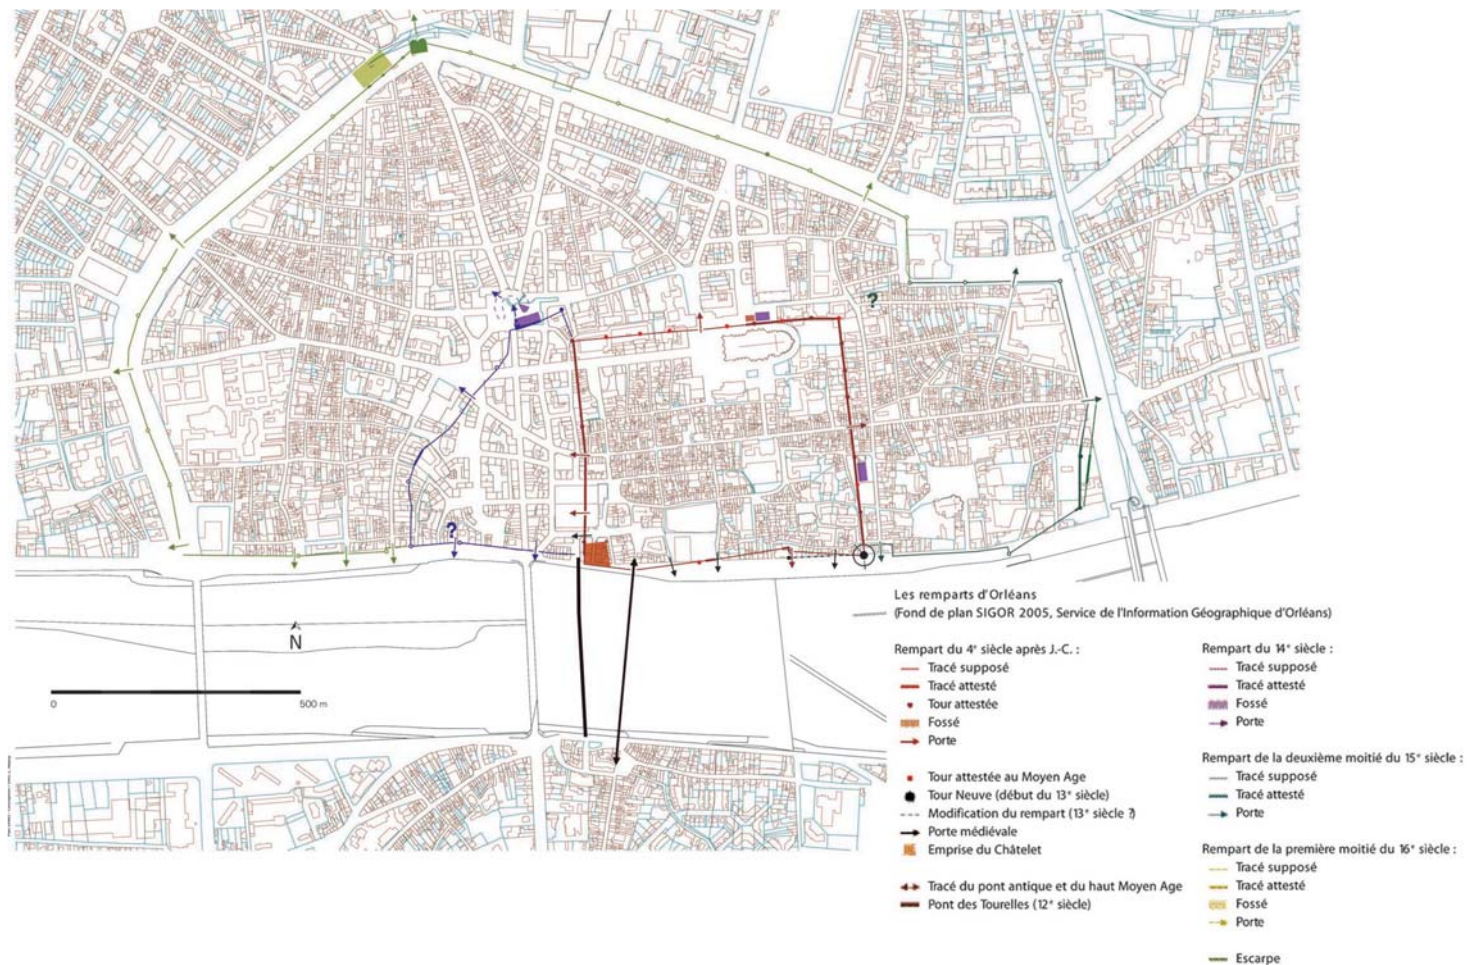 ?
?
N
0
500 m
Les remparts d'Orléans
(Fond de plan SIGOR 2005, Service de l'Information Géographique d'Orléans)
Rempart du 4e siècle après J.-C. :
Tracé supposé
Tracé attesté
Tour attestée
Fossé
Porte
Tour attestée au Moyen Age
Tour Neuve (début du 13e siècle)
Modification du rempart (13e siècle ?)
Porte médiévale
Emprise du Châtelet
Tracé du pont antique et du haut Moyen Age
Pont des Tourelles (12e siècle)
Rempart du 14e siècle :
Tracé supposé
Tracé attesté
Fossé
Porte
Rempart de la deuxième moitié du 15e siècle :
Tracé supposé
Tracé attesté
Porte
Rempart de la première moitié du 16e siècle :
Tracé supposé
Tracé attesté
Fossé
Porte
Escarpe